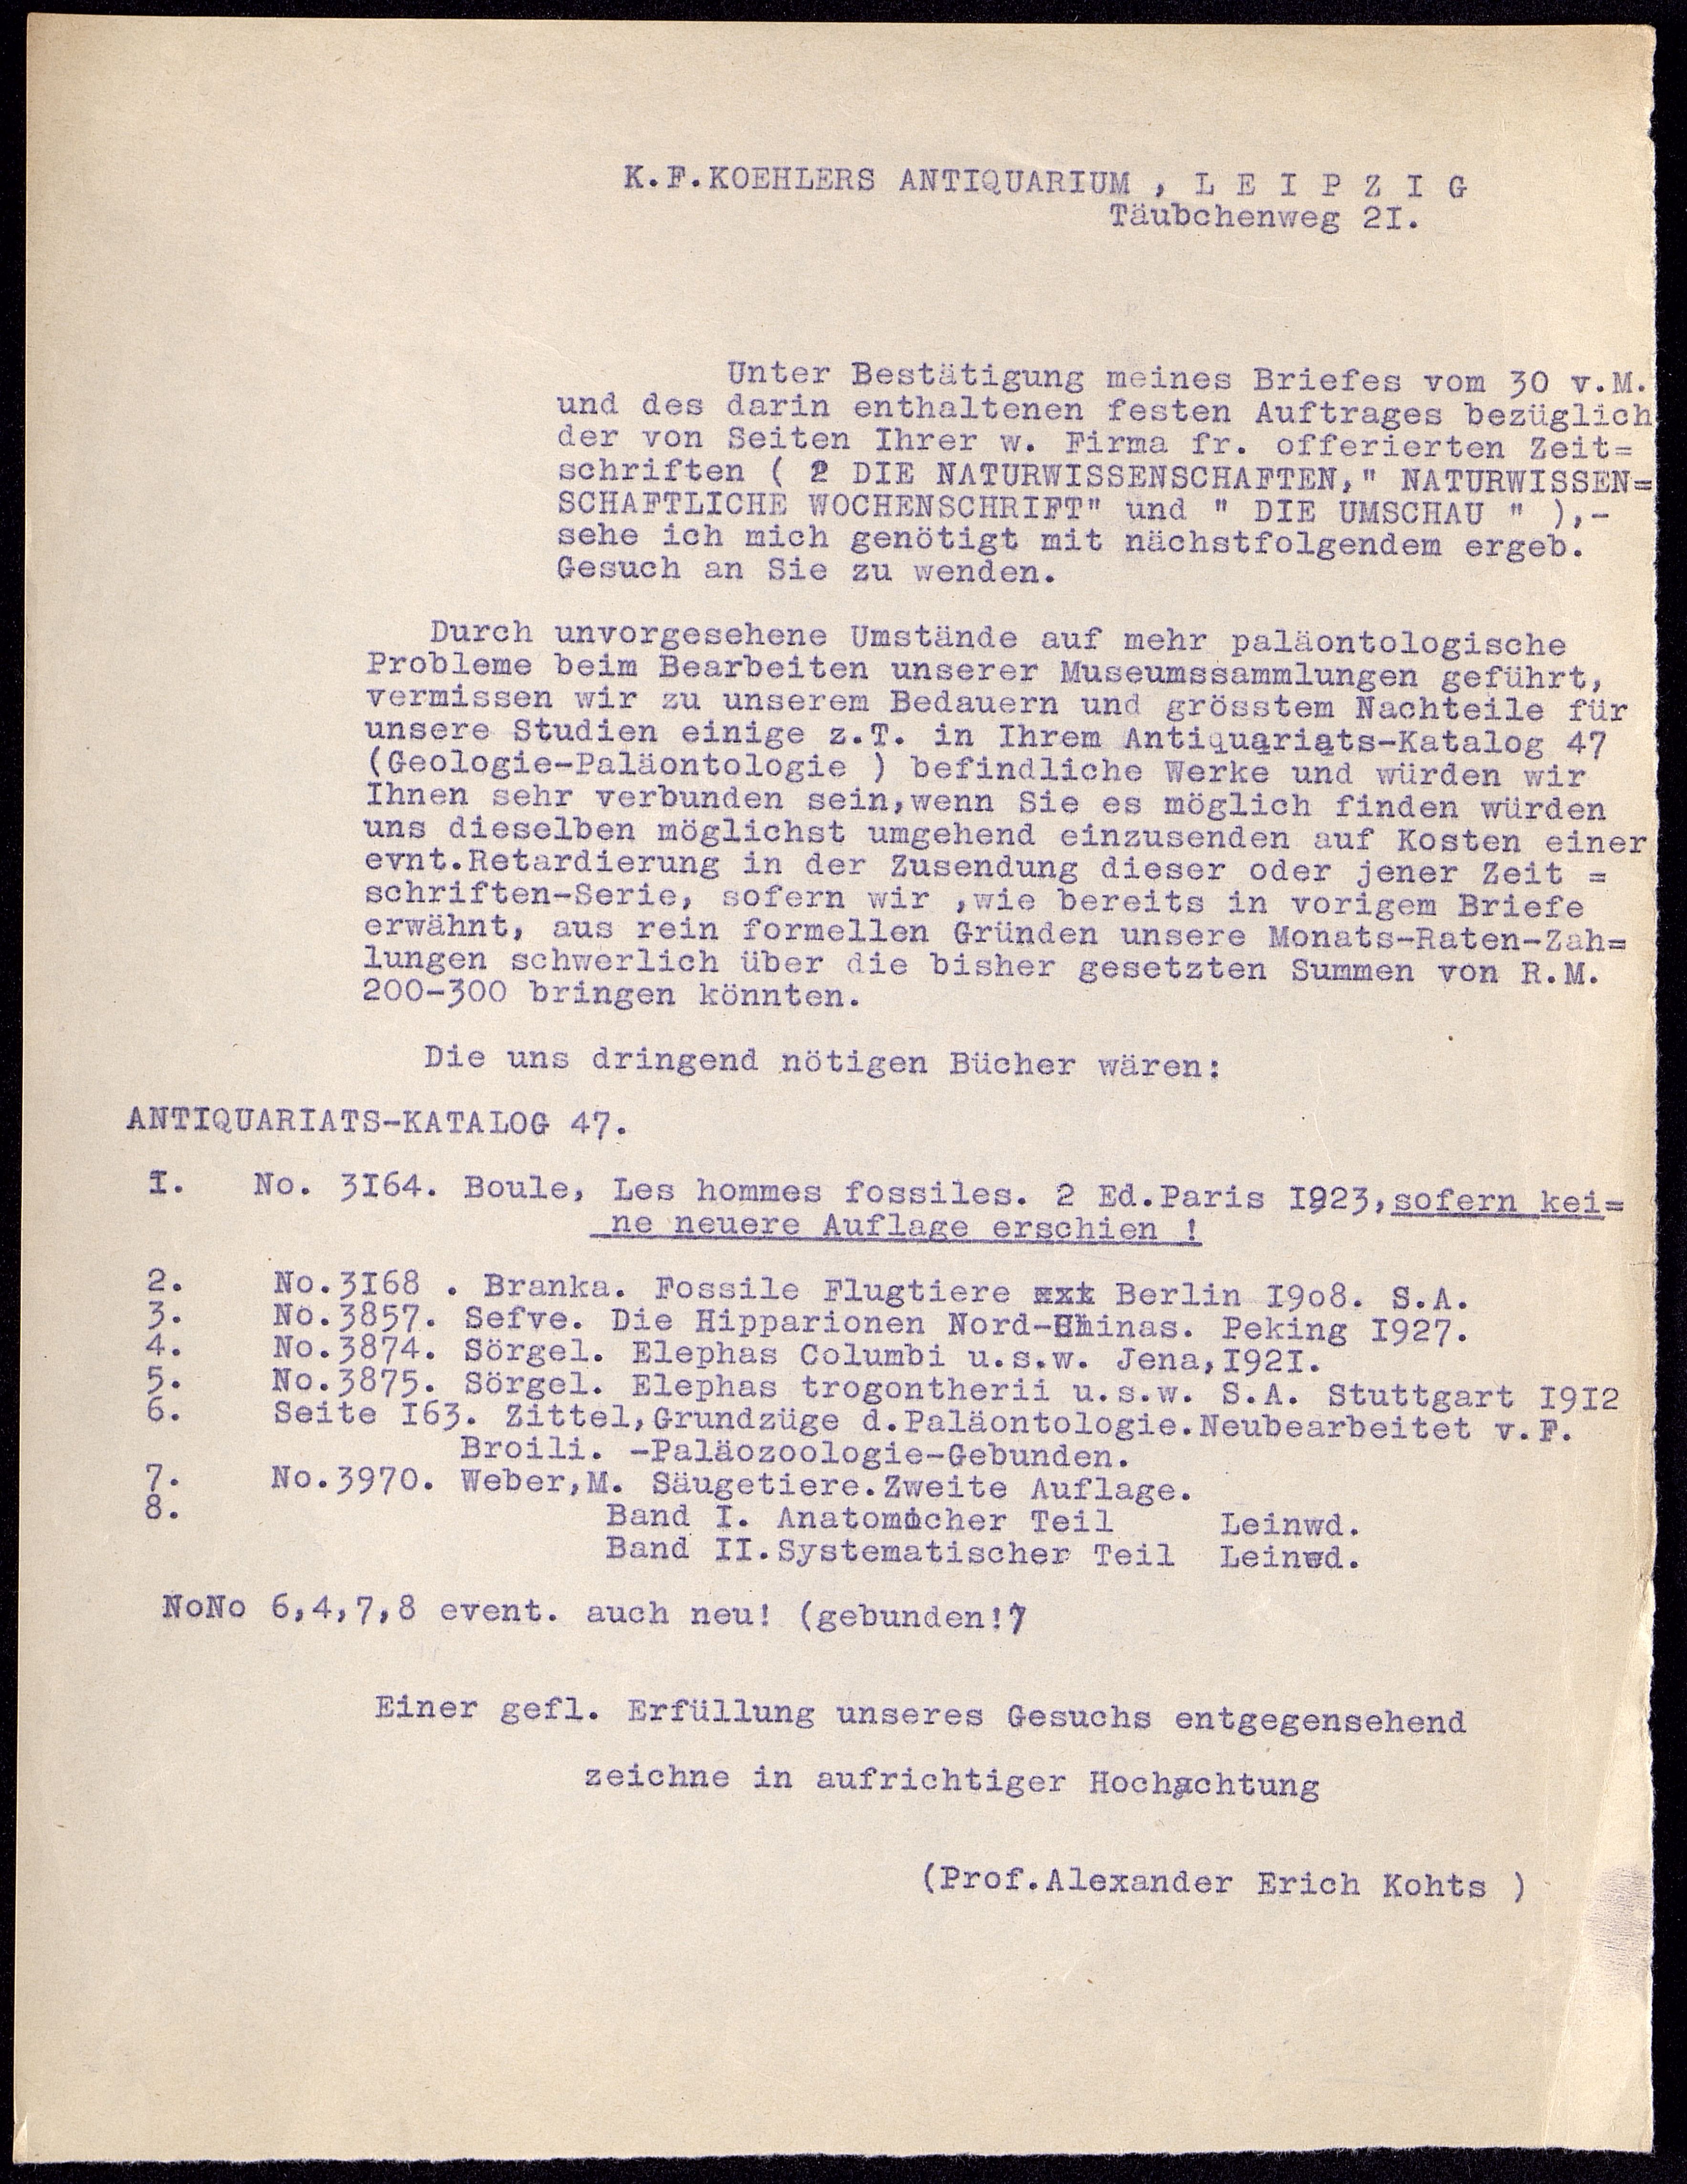 K.F.KOEHLERS ANTIQUARIUM , L E I P Z I G
Täubchenweg 2I.
Unter Bestätigung meines Briefes vom 30 v.M.
und des darin enthaltenen festen Auftrages bezüglich
der von Seiten Ihrer w. Firma fr. offerierten Zeit=
schriften ( 2 DIE NATURWISSENSCHAFTEN," NATURWISSEN=
SCHAFTLICHE WOCHENSCHRIFT" und " DIE UMSCHAU " ),-
sehe ich mich genötigt mit nächstfolgendem ergeb.
Gesuch an Sie zu wenden.
Durch unvorgesehene Umstände auf mehr paläontologische
Probleme beim Bearbeiten unserer Museumssammlungen geführt,
vermissen wir zu unserem Bedauern und grösstem Nachteile für
unsere Studien einige z.T. in Ihrem Antiquariats-Katalog 47
(Geologie-Paläontologie ) befindliche Werke und würden wir
Ihnen sehr verbunden sein,wenn Sie es möglich finden würden
uns dieselben möglichst umgehend einzusenden auf Kosten einer
evnt.Retardierung in der Zusendung dieser oder jener Zeit =
schriften-Serie, sofern wir ,wie bereits in vorigem Briefe
erwähnt, aus rein formellen Gründen unsere Monats-Raten-Zah=
lungen schwerlich über die bisher gesetzten Summen von R.M.
200-300 bringen könnten.
Die uns dringend nötigen Bücher wären:
ANTIQUARIATS-KATALOG 47.
I. No. 3I64. Boule, Les hommes fossiles. 2 Ed.Paris I923,sofern kei=
ne neuere Auflage erschien !
2. No.3I68 . Branka. Fossile Flugtiere Berlin I9o8. S.A.
3. No.3857. Sefve. Die Hipparionen Nord-Chinas. Peking I927.
4. No.3874. Sörgel. Elephas Columbi u.s.w. Jena,I92I.
5. No.3875. Sörgel. Elephas trogontherii u.s.w. S.A. Stuttgart I9I2
6. Seite I63. Zittel,Grundzüge d.Paläontologie.Neubearbeitet v.F.
Broili. -Paläozoologie-Gebunden.
7. No.3970. Weber,M. Säugetiere.Zweite Auflage.
8. Band I. Anatomicher Teil Leinwd.
Band II.Systematischer Teil Leinwd.
NoNo 6,4,7,8 event. auch neu! (gebunden!)
Einer gefl. Erfüllung unseres Gesuchs entgegensehend
zeichne in aufrichtiger Hochachtung
(Prof.Alexander Erich Kohts )